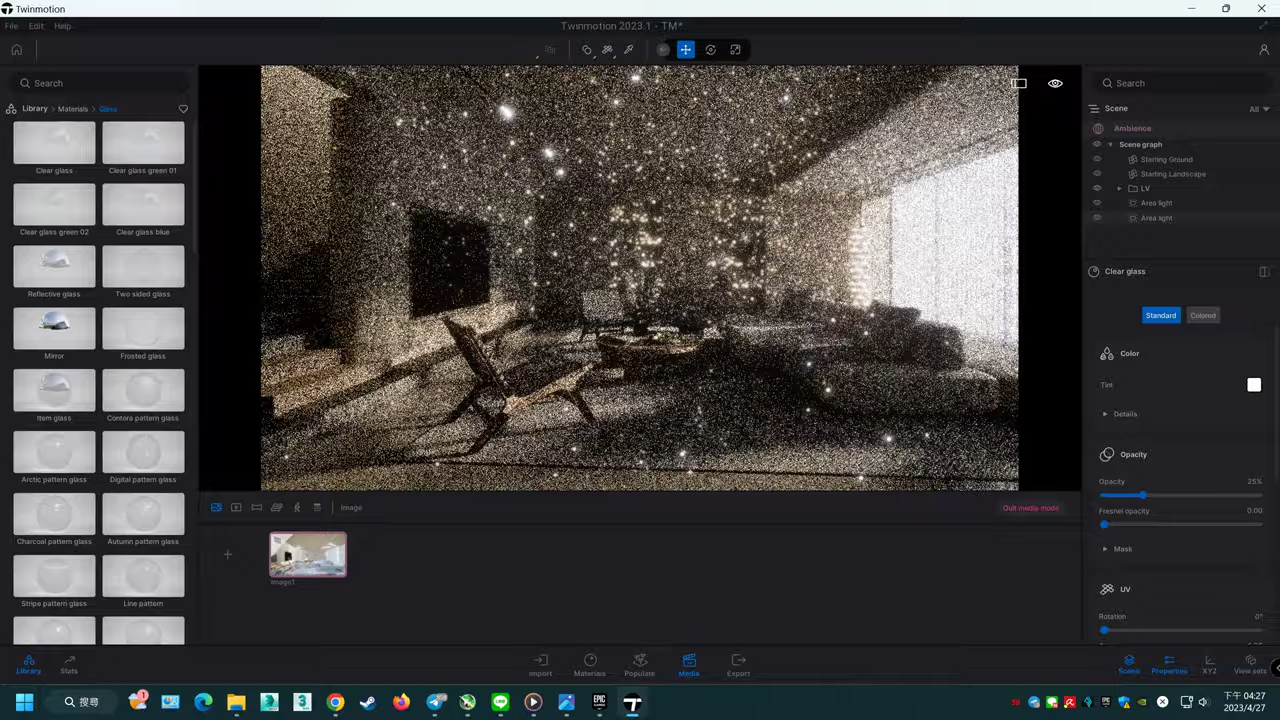 Twinmotion
File Edit Help
Twinmotion 2023.1 - TM*
Search
Library > Materials > Glass
Clear glass
Clear glass green 01
Clear glass green 02
Clear glass blue
Reflective glass
Two sided glass
Mirror
Frosted glass
Item glass
Contora pattern glass
Arctic pattern glass
Digital pattern glass
Charcoal pattern glass
Autumn pattern glass
Stripe pattern glass
Line pattern
Image
Quit media mode
Image1
Search
Scene
All
Ambience
Scene graph
Starting Ground
Starting Landscape
LV
Area light
Area light
Clear glass
Standard
Colored
Color
Tint
Details
Opacity
Opacity 25%
Fresnel opacity 0.00
Mask
UV
Rotation 0°
Library
Stats
Import
Materials
Populate
Media
Export
Scene
Properties
XYZ
View sets
搜尋
下午 04:27
2023/4/27